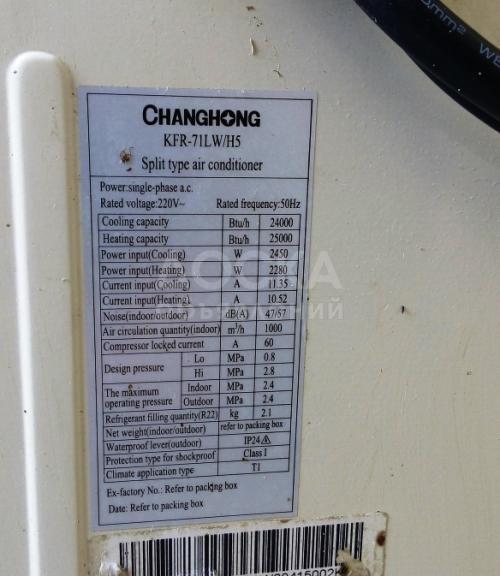 CHANGHONG
KFR-71LW/H5
Split type air conditioner
Power:single-phase a.c.
Rated voltage:220V~ Rated frequency:50Hz
Cooling capacity Btu/h 24000
Heating capacity Btu/h 25000
Power input(Cooling) W 2450
Power input(Heating) W 2280
Current input(Cooling) A 11.35
Current input(Heating) A 10.52
Noise(indoor/outdoor) dB(A) 47/57
Air circulation quantity(indoor) m³/h 1000
Compressor locked current A 60
Design pressure Lo MPa 0.8
Hi MPa 2.8
The maximum operating pressure Indoor MPa 2.4
Outdoor MPa 2.4
Refrigerant filling quantity(R22) kg 2.1
Net weight(indoor/outdoor) refer to packing box
Waterproof lever(outdoor) IP24
Protection type for shockproof Class I
Climate application type T1
Ex-factory No.: Refer to packing box
Date: Refer to packing box
ДОСКА
ОБЪЯВЛЕНИЙ
mm²